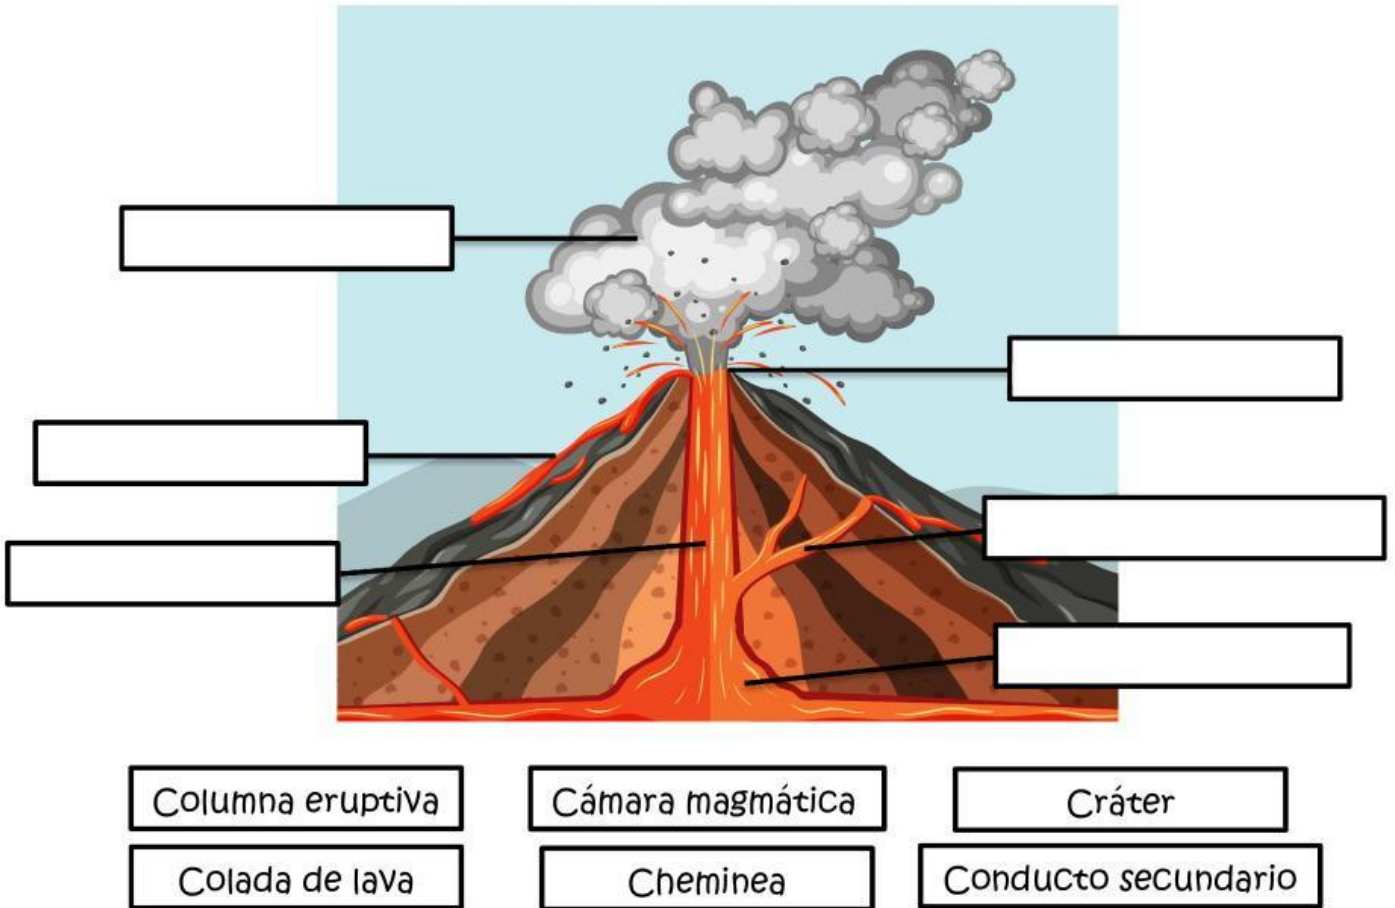 Columna eruptiva
Cámara magmática
Cráter
Colada de lava
Cheminea
Conducto secundario